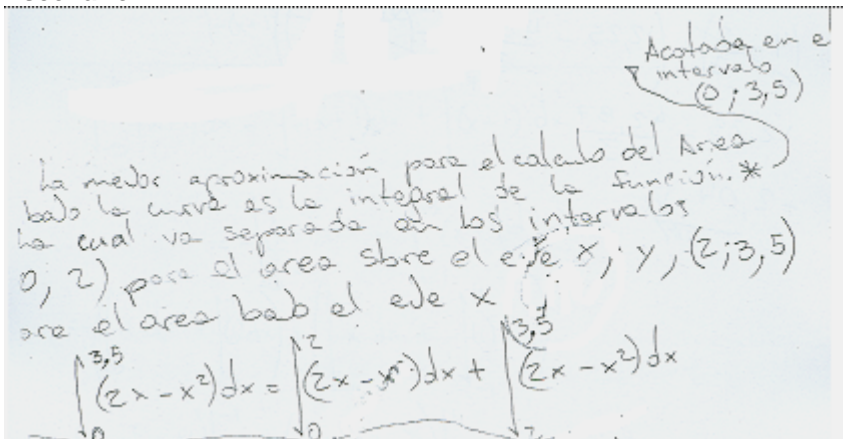 Acotada en e
intervalo
(0 ; 3,5)
La mejor aproximación para el calculo del Area
bajo la curva es la integral de la función.*
La cual va separada en los intervalos
0, 2) para el area sbre el eje x, y, (2;3,5)
ara el area bajo el eje x
∫₀^3,5 (2x-x²)dx = ∫₀^2 (2x-x²)dx + ∫₂^3,5 (2x-x²)dx